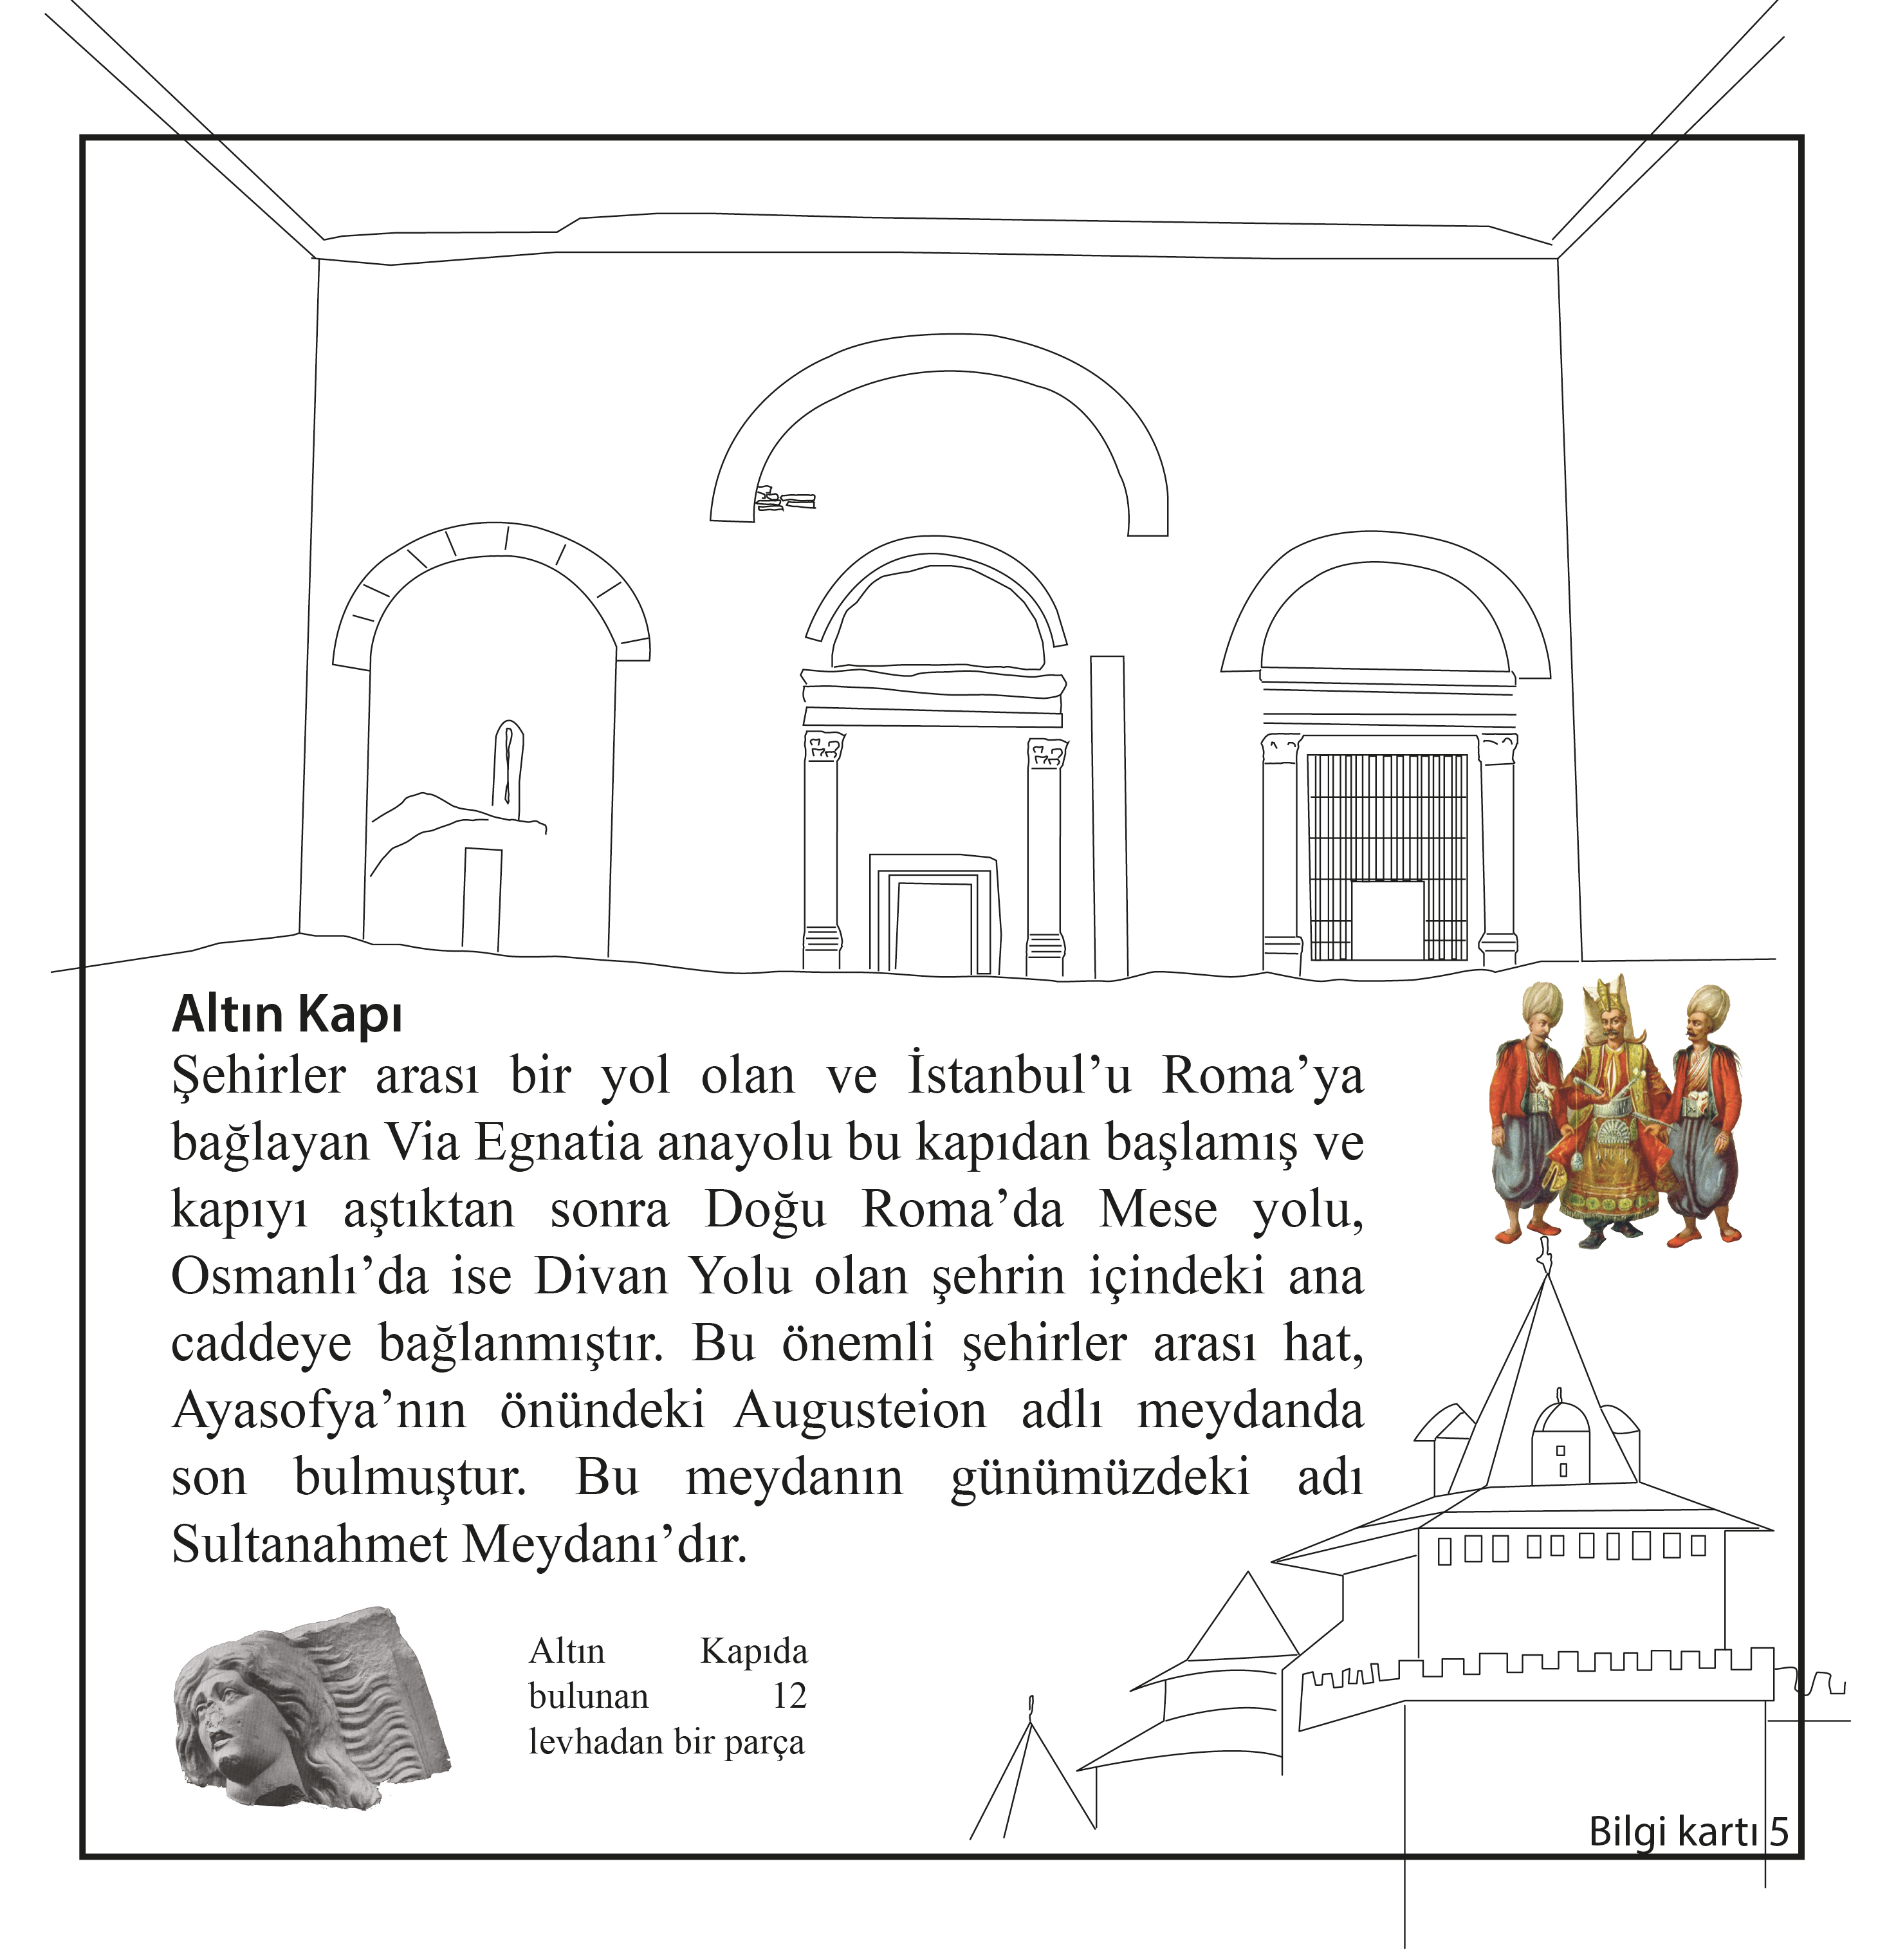 Altın Kapı
Şehirler arası bir yol olan ve İstanbul’u Roma’ya
bağlayan Via Egnatia anayolu bu kapıdan başlamış ve
kapıyı aştıktan sonra Doğu Roma’da Mese yolu,
Osmanlı’da ise Divan Yolu olan şehrin içindeki ana
caddeye bağlanmıştır. Bu önemli şehirler arası hat,
Ayasofya’nın önündeki Augusteion adlı meydanda
son bulmuştur. Bu meydanın günümüzdeki adı
Sultanahmet Meydanı’dır.
Altın Kapıda
bulunan 12
levhadan bir parça
Bilgi kartı 5